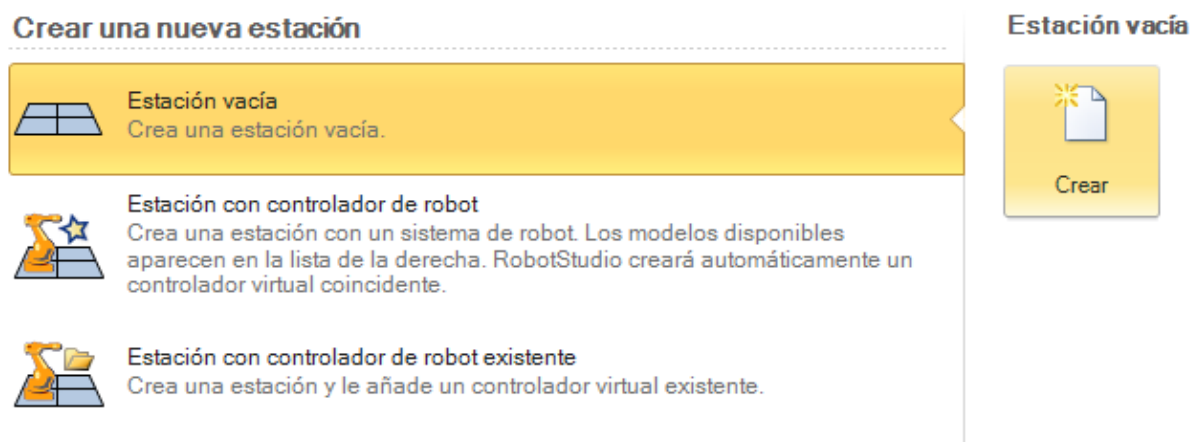 Crear una nueva estación
Estación vacía
Crea una estación vacía.
Estación con controlador de robot
Crea una estación con un sistema de robot. Los modelos disponibles
aparecen en la lista de la derecha. RobotStudio creará automáticamente un
controlador virtual coincidente.
Estación con controlador de robot existente
Crea una estación y le añade un controlador virtual existente.
Estación vacía
Crear